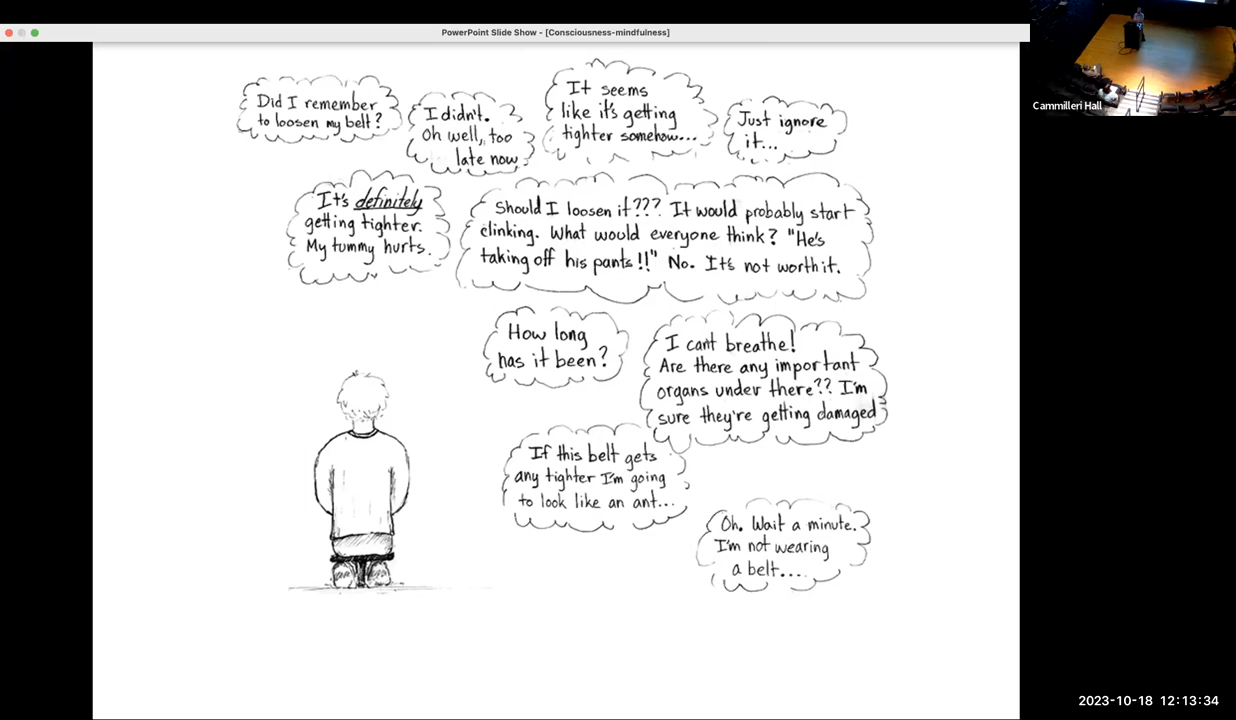 PowerPoint Slide Show - [Consciousness-mindfulness]
Cammilleri Hall
Did I remember
to loosen my belt?
I didn't.
Oh well, too
late now
It seems
like it's getting
tighter somehow...
Just ignore
it...
It's definitely
getting tighter.
My tummy hurts.
Should I loosen it??? It would probably start
clinking. What would everyone think? "He's
taking off his pants!!" No. It's not worth it.
How long
has it been?
I cant breathe!
Are there any important
organs under there?? I'm
sure they're getting damaged
If this belt gets
any tighter I'm going
to look like an ant...
Oh. Wait a minute.
I'm not wearing
a belt....
2023-10-18 12:13:34